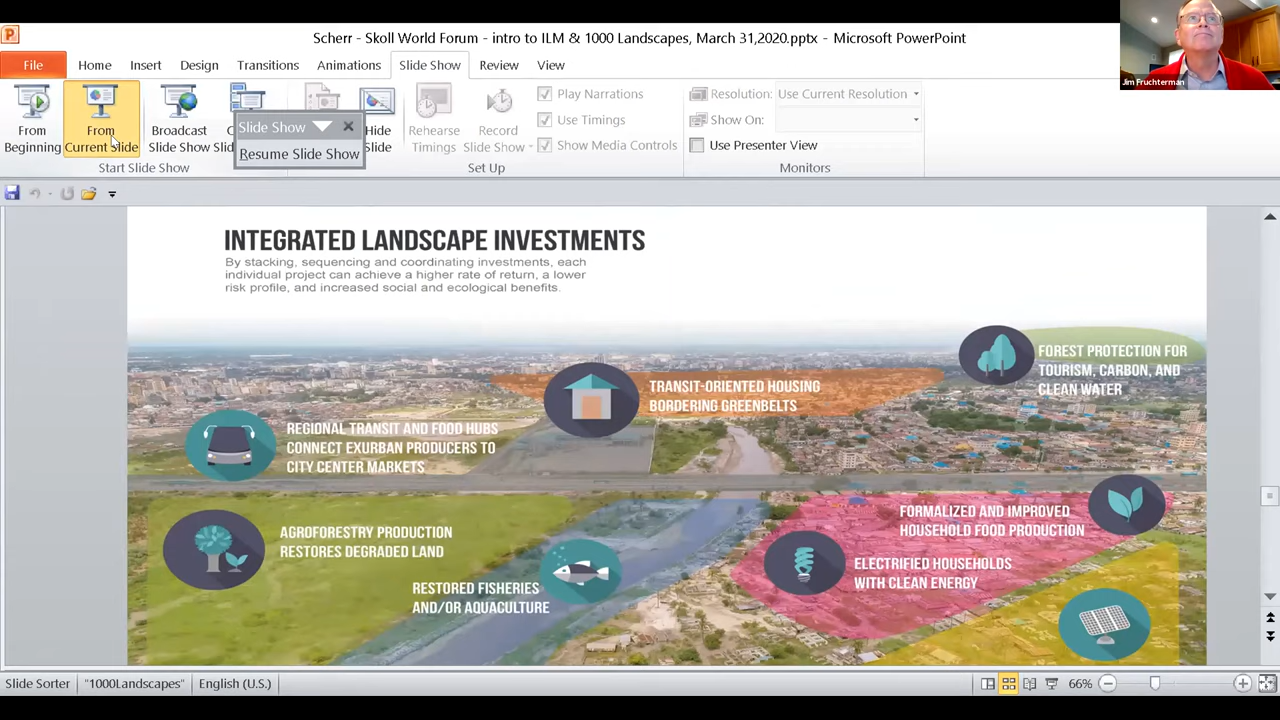 Scherr - Skoll World Forum - intro to ILM & 1000 Landscapes, March 31,2020.pptx - Microsoft PowerPoint
Jim Fruchterman
File Home Insert Design Transitions Animations Slide Show Review View
From Beginning
From Current Slide
Broadcast Slide Show
Slide Show
Resume Slide Show
Hide Slide
Rehearse Timings
Record Slide Show
Play Narrations
Use Timings
Show Media Controls
Resolution: Use Current Resolution
Show On:
Use Presenter View
Start Slide Show
Set Up
Monitors
INTEGRATED LANDSCAPE INVESTMENTS
By stacking, sequencing and coordinating investments, each
individual project can achieve a higher rate of return, a lower
risk profile, and increased social and ecological benefits.
FOREST PROTECTION FOR
TOURISM, CARBON, AND
CLEAN WATER
TRANSIT-ORIENTED HOUSING
BORDERING GREENBELTS
REGIONAL TRANSIT AND FOOD HUBS
CONNECT EXURBAN PRODUCERS TO
CITY CENTER MARKETS
FORMALIZED AND IMPROVED
HOUSEHOLD FOOD PRODUCTION
AGROFORESTRY PRODUCTION
RESTORES DEGRADED LAND
ELECTRIFIED HOUSEHOLDS
WITH CLEAN ENERGY
RESTORED FISHERIES
AND/OR AQUACULTURE
Slide Sorter "1000Landscapes" English (U.S.) 66%